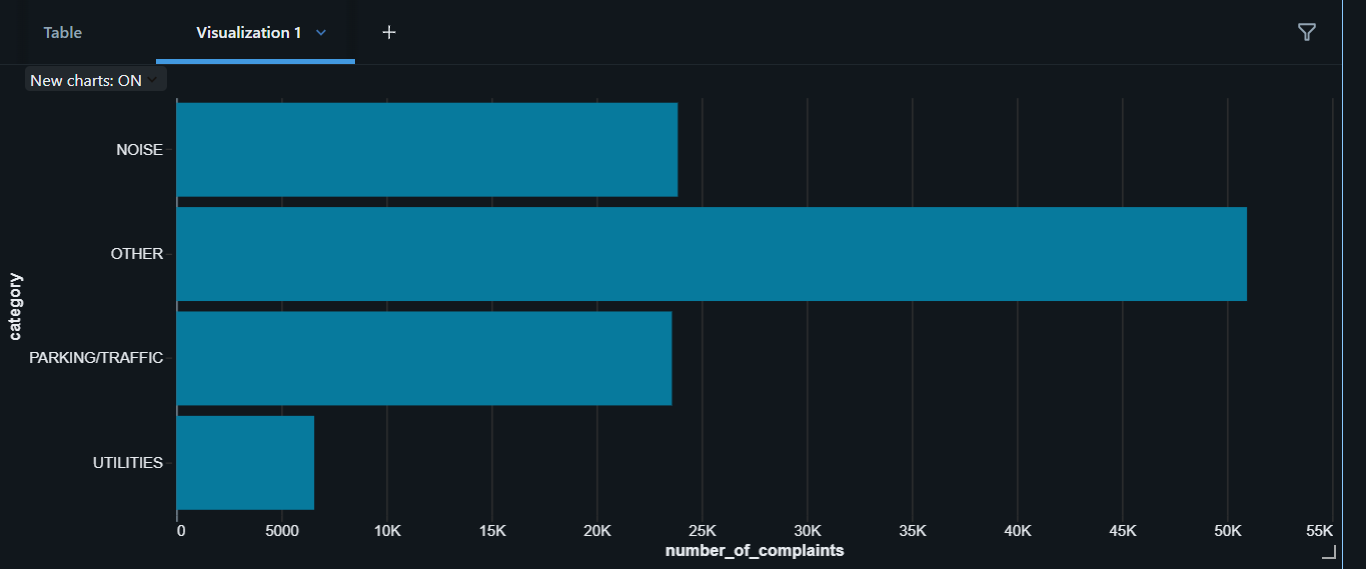 Table
Visualization 1
+
New charts: ON
category
NOISE
OTHER
PARKING/TRAFFIC
UTILITIES
0 5000 10K 15K 20K 25K 30K 35K 40K 45K 50K 55K
number_of_complaints